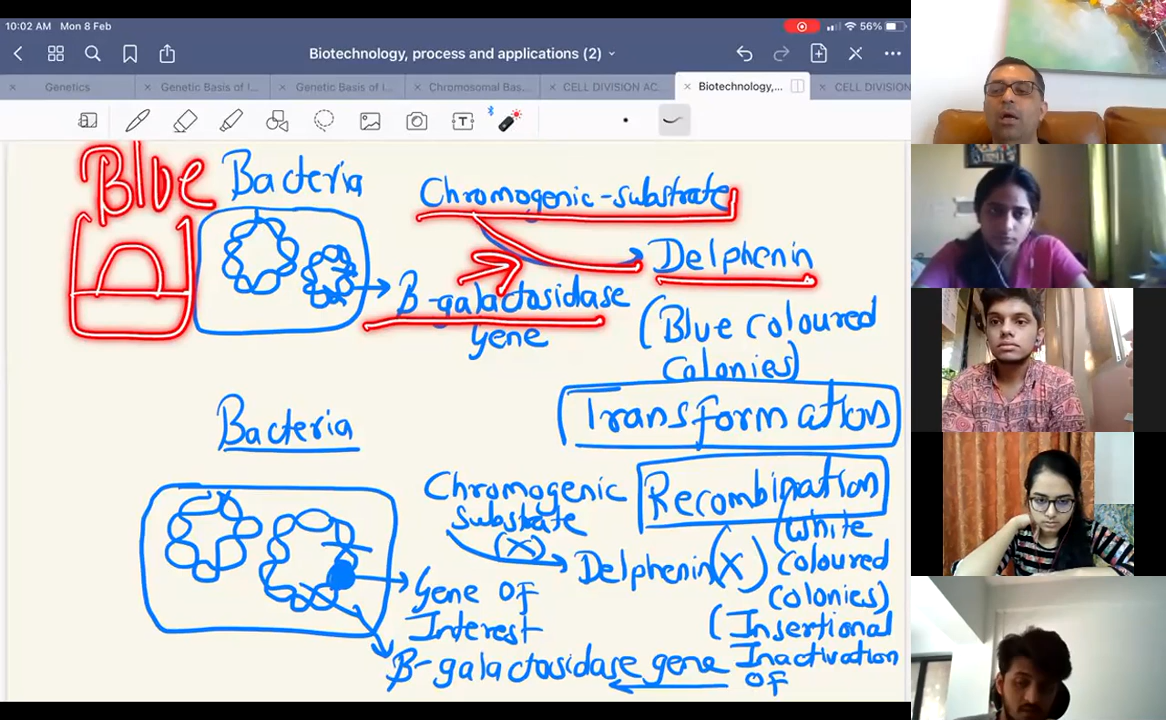 10:02 AM Mon 8 Feb
56%
Biotechnology, process and applications (2)
Genetics
Genetic Basis of I...
Genetic Basis of I...
Chromosomal Bas...
CELL DIVISION AC...
Biotechnology,...
CELL DIVISION
T
Blue
Bacteria
Chromogenic-substrate
Delphenin
β-galactosidase
gene
(Blue coloured
Colonies)
Transformation
Bacteria
Chromogenic
Substrate
(X)
Recombination
Delphenin (X)
(White
Coloured
Colonies)
Gene OF
Interest
(Insertional
Inactivation
OF
β-galactosidase gene